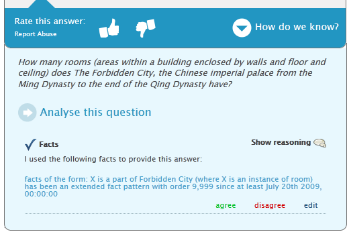 Rate this answer:
Report Abuse
How do we know?
How many rooms (areas within a building enclosed by walls and floor and
ceiling) does The Forbidden City, the Chinese imperial palace from the
Ming Dynasty to the end of the Qing Dynasty have?
Analyse this question
Facts
Show reasoning
I used the following facts to provide this answer:
facts of the form: X is a part of Forbidden City (where X is an instance of room)
has been an extended fact pattern with order 9,999 since at least July 20th 2009,
00:00:00
agree disagree edit